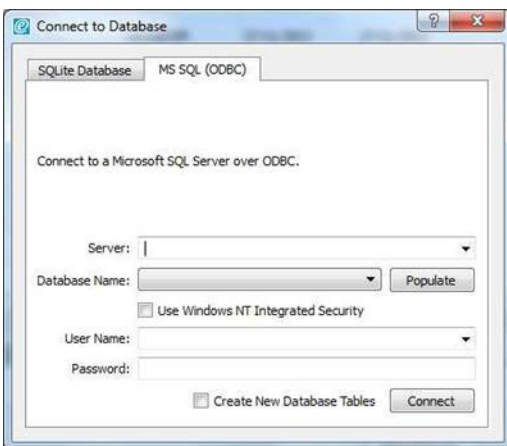 Connect to Database
SQLite Database MS SQL (ODBC)
Connect to a Microsoft SQL Server over ODBC.
Server:
Database Name: Populate
Use Windows NT Integrated Security
User Name:
Password:
Create New Database Tables Connect